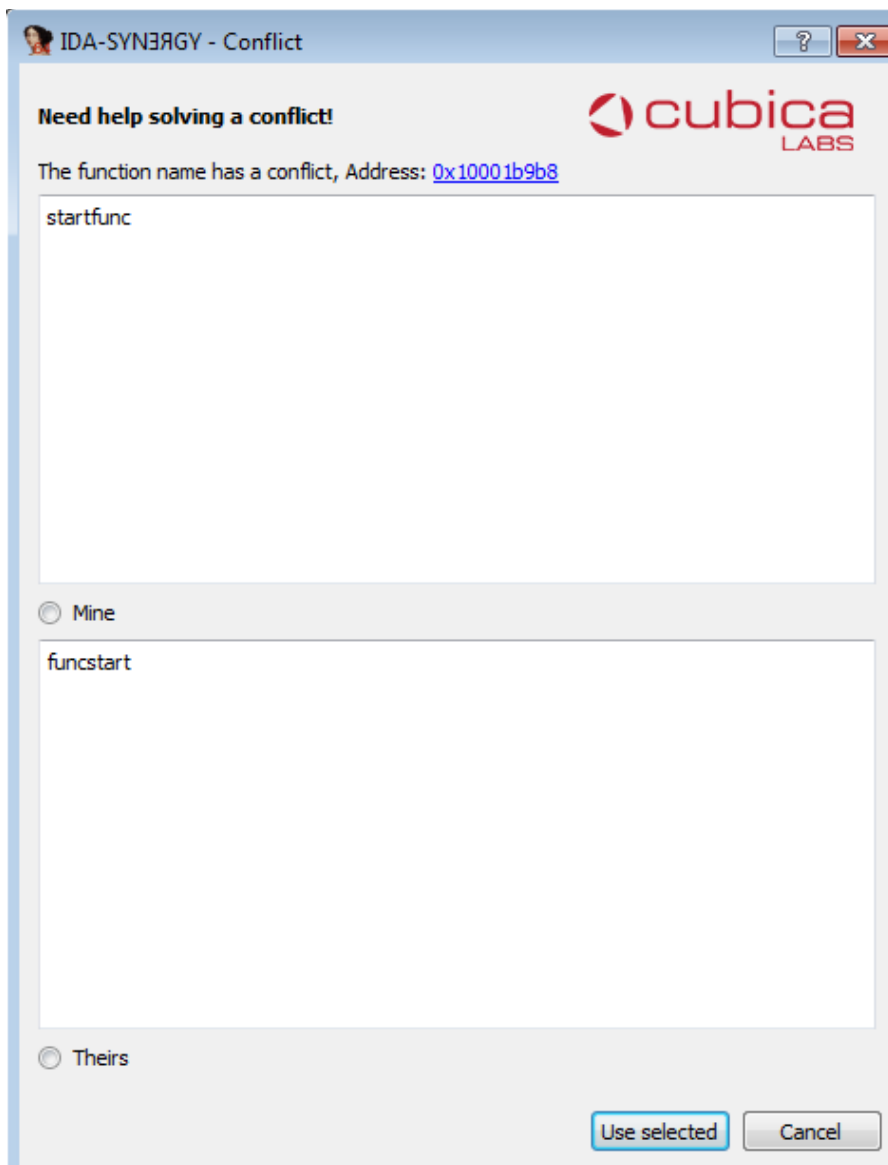 IDA-SYNƎЯGY - Conflict
Need help solving a conflict!
cubica
LABS
The function name has a conflict, Address: 0x10001b9b8
startfunc
Mine
funcstart
Theirs
Use selected
Cancel